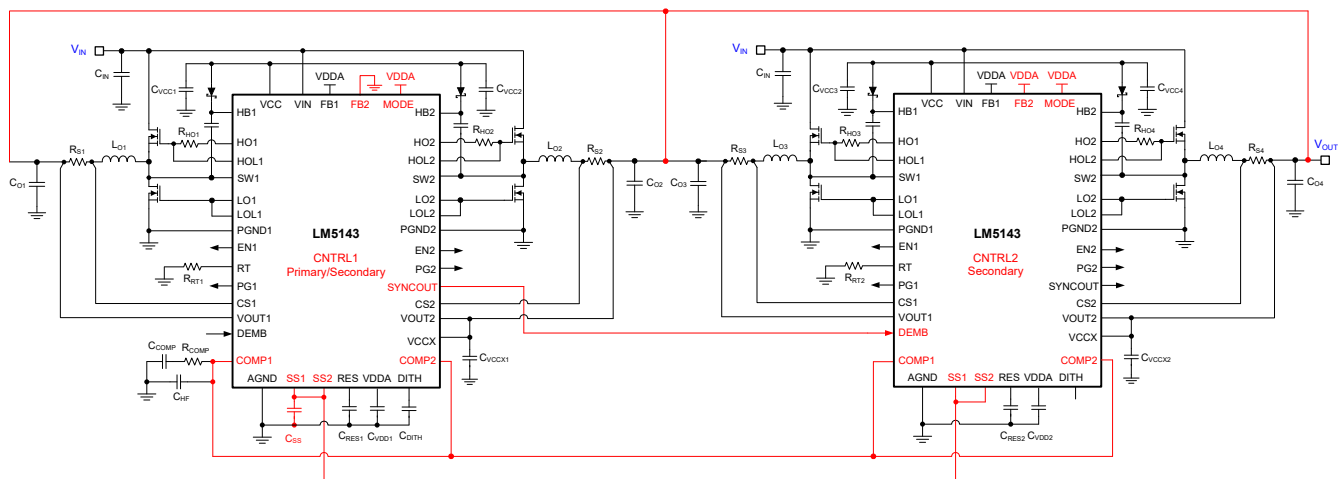 VIN
CIN
CVCC1
VDDA
VDDA
CVCC2
VCC
VIN
FB1
FB2
MODE
HB1
HB2
RHO1
HO1
HO2
RHO2
HOL1
HOL2
RS1
LO1
SW1
SW2
LO2
RS2
CO1
LO1
LO2
LOL1
LOL2
CO2
CO3
PGND1
PGND2
LM5143
CNTRL1
Primary/Secondary
EN1
EN2
RT
RRT1
PG2
PG1
SYNCOUT
CS1
CS2
VOUT1
VOUT2
DEMB
VCCX
CCOMP
RCOMP
COMP1
COMP2
CVCCX1
CHF
AGND
SS1
SS2
RES
VDDA
DITH
CSS
CRES1
CVDD1
CDITH
VIN
CIN
CVCC3
VDDA
VDDA
VDDA
CVCC4
VCC
VIN
FB1
FB2
MODE
HB1
HB2
RHO3
HO1
HO2
RHO4
HOL1
HOL2
RS3
LO3
SW1
SW2
LO4
RS4
VOUT
CO4
LO1
LO2
LOL1
LOL2
PGND1
PGND2
LM5143
CNTRL2
Secondary
EN1
EN2
RT
RRT2
PG2
PG1
SYNCOUT
CS1
CS2
VOUT1
VOUT2
DEMB
VCCX
COMP1
COMP2
CVCCX2
AGND
SS1
SS2
RES
VDDA
DITH
CRES2
CVDD2